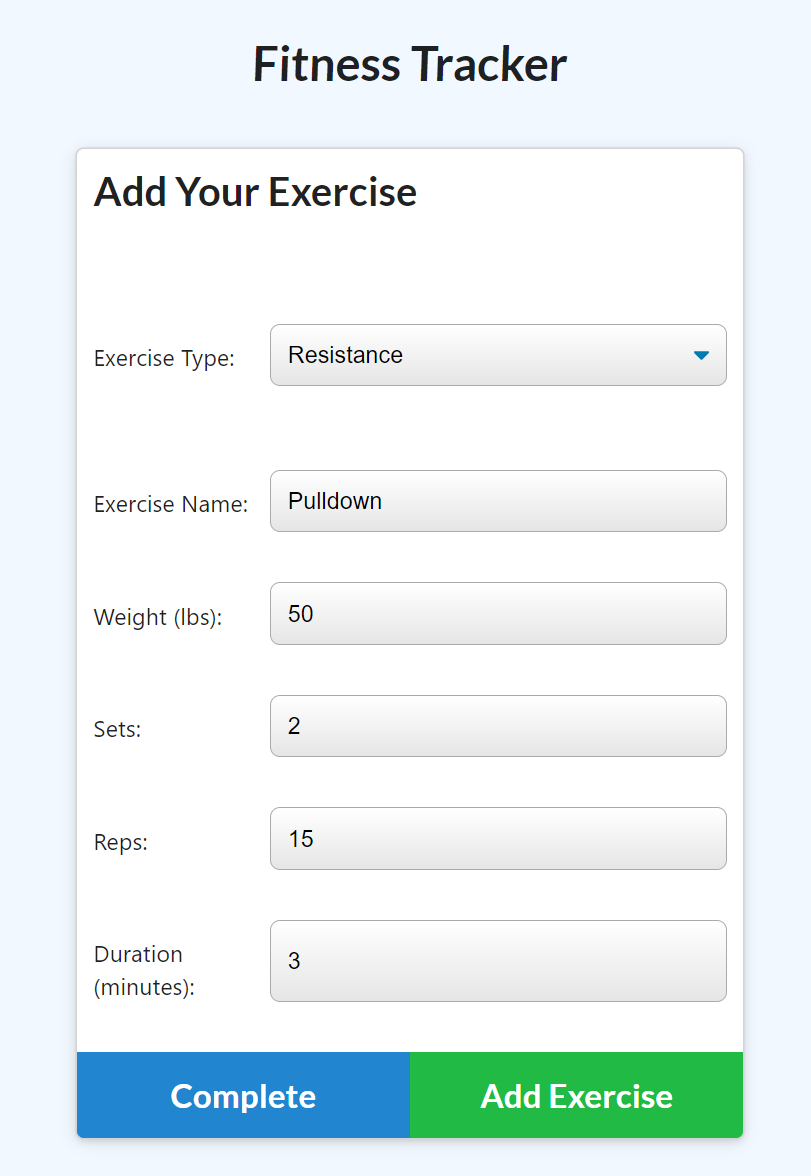 Fitness Tracker
Add Your Exercise
Exercise Type: Resistance
Exercise Name: Pulldown
Weight (lbs): 50
Sets: 2
Reps: 15
Duration
(minutes): 3
Complete Add Exercise